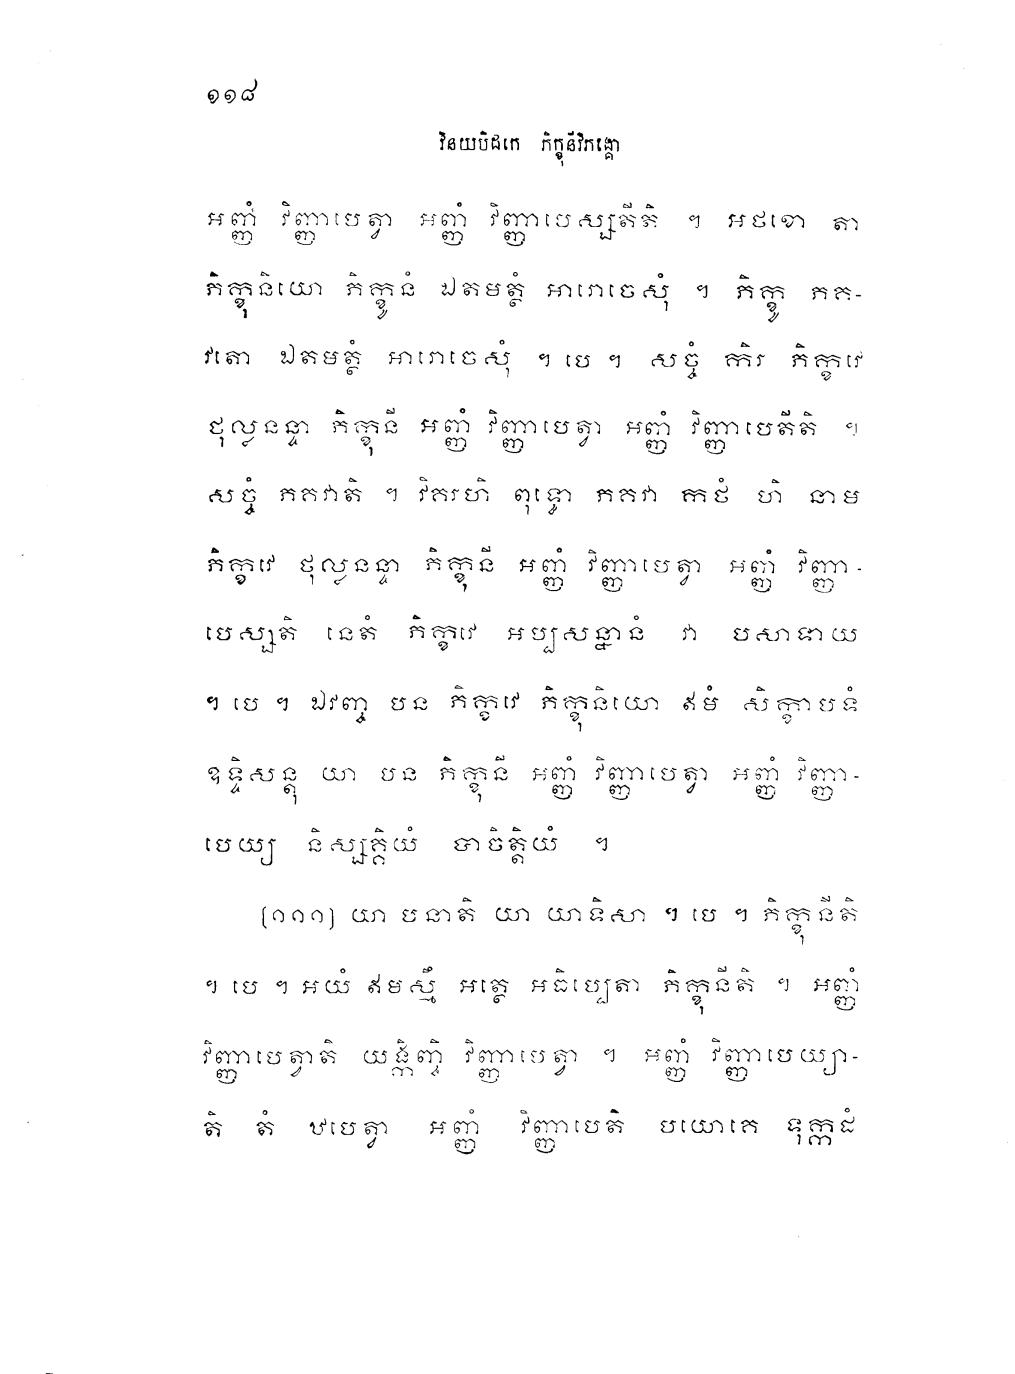 ១១៨
វិនយបិដកេ ភិក្ខុនីវិភង្គោ
អញ្ញំ វិញ្ញាបេត្វា អញ្ញំ វិញ្ញាបេស្សតីតិ ។ អថខោ តា
ភិក្ខុនិយោ ភិក្ខូនំ ឯតមត្ថំ អារោចេសុំ ។ ភិក្ខូ ភគ-
វតោ ឯតមត្ថំ អារោចេសុំ ។ បេ ។ សច្ចំ កិរ ភិក្ខវេ
ថុល្លនន្ទា ភិក្ខុនី អញ្ញំ វិញ្ញាបេត្វា អញ្ញំ វិញ្ញាបេតីតិ ។
សច្ចំ ភគវាតិ ។ វិគរហិ ពុទ្ធោ ភគវា កថំ ហិ នាម
ភិក្ខវេ ថុល្លនន្ទា ភិក្ខុនី អញ្ញំ វិញ្ញាបេត្វា អញ្ញំ វិញ្ញា-
បេស្សតិ នេតំ ភិក្ខវេ អប្បសន្នានំ វា បសាទាយ
។ បេ ។ ឯវញ្ច បន ភិក្ខវេ ភិក្ខុនិយោ ឥមំ សិក្ខាបទំ
ឧទ្ទិសន្តុ យា បន ភិក្ខុនី អញ្ញំ វិញ្ញាបេត្វា អញ្ញំ វិញ្ញា-
បេយ្យ និស្សគ្គិយំ បាចិត្តិយំ ។
(១១១) យា បនាតិ យា យាទិសា ។ បេ ។ ភិក្ខុនីតិ
។ បេ ។ អយំ ឥមស្មឹ អត្ថេ អធិប្បេតា ភិក្ខុនីតិ ។ អញ្ញំ
វិញ្ញាបេត្វាតិ យង្កិញ្ចិ វិញ្ញាបេត្វា ។ អញ្ញំ វិញ្ញាបេយ្យា-
តិ តំ ឋបេត្វា អញ្ញំ វិញ្ញាបេតិ បយោគេ ទុក្កដំ